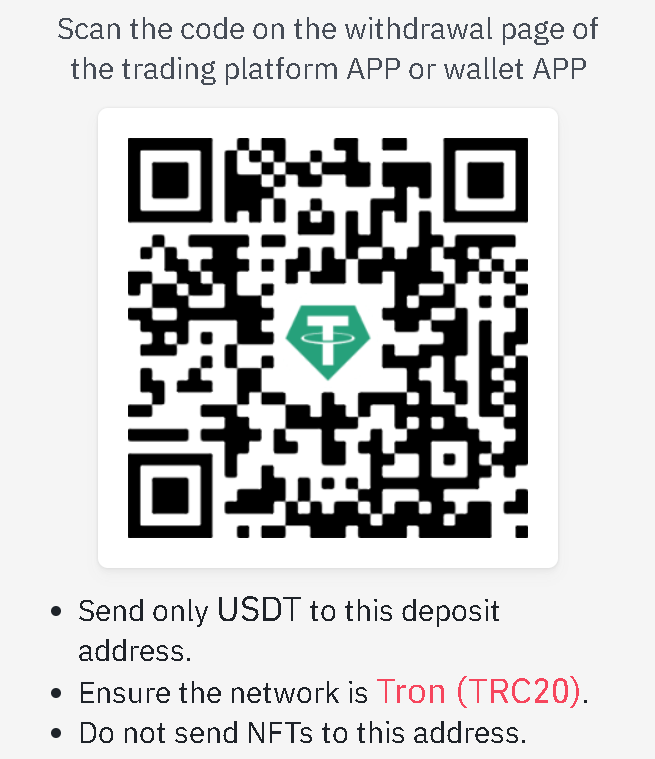 Scan the code on the withdrawal page of
the trading platform APP or wallet APP
• Send only USDT to this deposit
address.
• Ensure the network is Tron (TRC20).
• Do not send NFTs to this address.